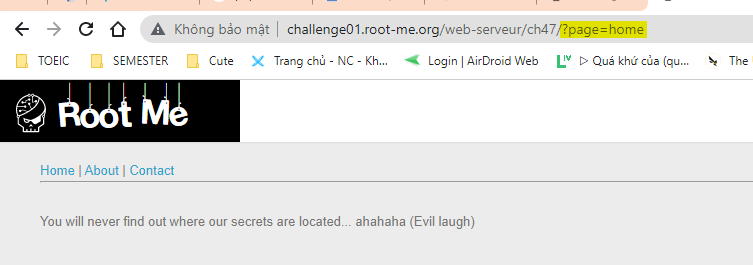 Không bảo mật | challenge01.root-me.org/web-serveur/ch47/?page=home
TOEIC SEMESTER Cute Trang chủ - NC - Kh... Login | AirDroid Web ▷ Quá khứ của (qu... The
Root Me
Home | About | Contact
You will never find out where our secrets are located... ahahaha (Evil laugh)